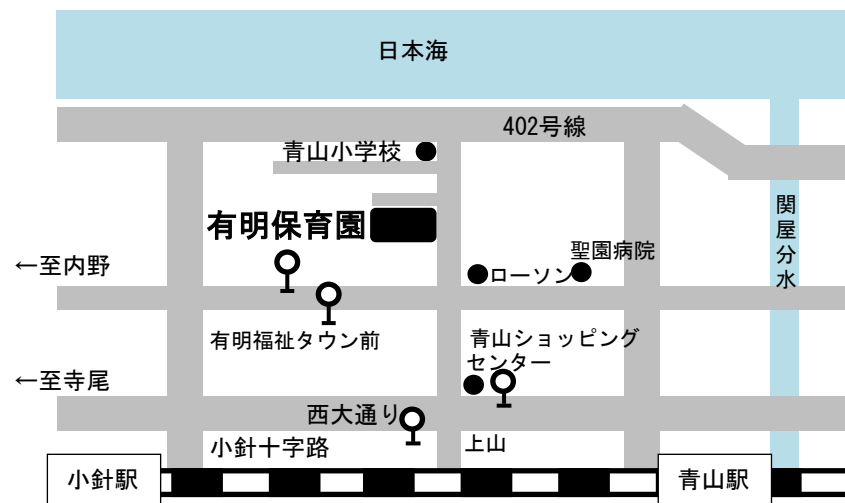 日本海
402号線
青山小学校
有明保育園
関屋分水
聖園病院
←至内野
ローソン
有明福祉タウン前
青山ショッピング
センター
←至寺尾
西大通り
小針十字路
上山
小針駅
青山駅